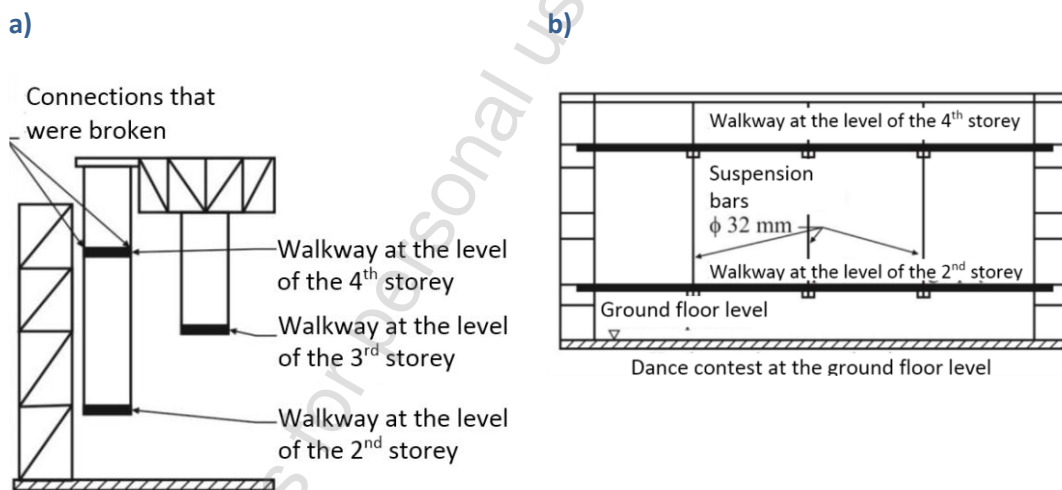 a)
Connections that
were broken
Walkway at the level
of the 4th storey
Walkway at the level
of the 3rd storey
Walkway at the level
of the 2nd storey
b)
Walkway at the level of the 4th storey
Suspension
bars
ϕ 32 mm
Walkway at the level of the 2nd storey
Ground floor level
Dance contest at the ground floor level
s for personal us